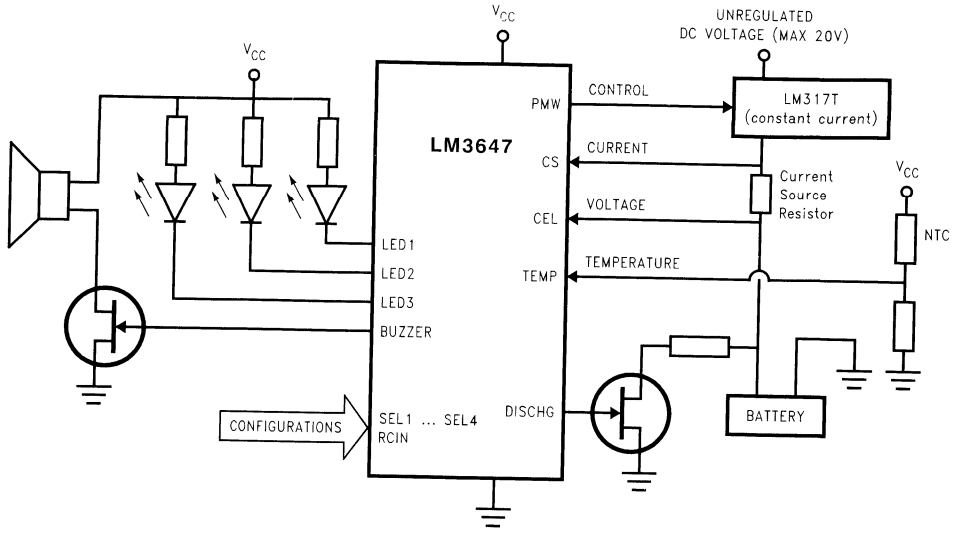 VCC
UNREGULATED
DC VOLTAGE (MAX 20V)
VCC
PMW
CONTROL
LM317T
(constant current)
LM3647
CS
CURRENT
VCC
Current
Source
Resistor
CEL
VOLTAGE
NTC
LED1
TEMP
TEMPERATURE
LED2
LED3
BUZZER
DISCHG
BATTERY
CONFIGURATIONS
SEL1 ... SEL4
RCIN